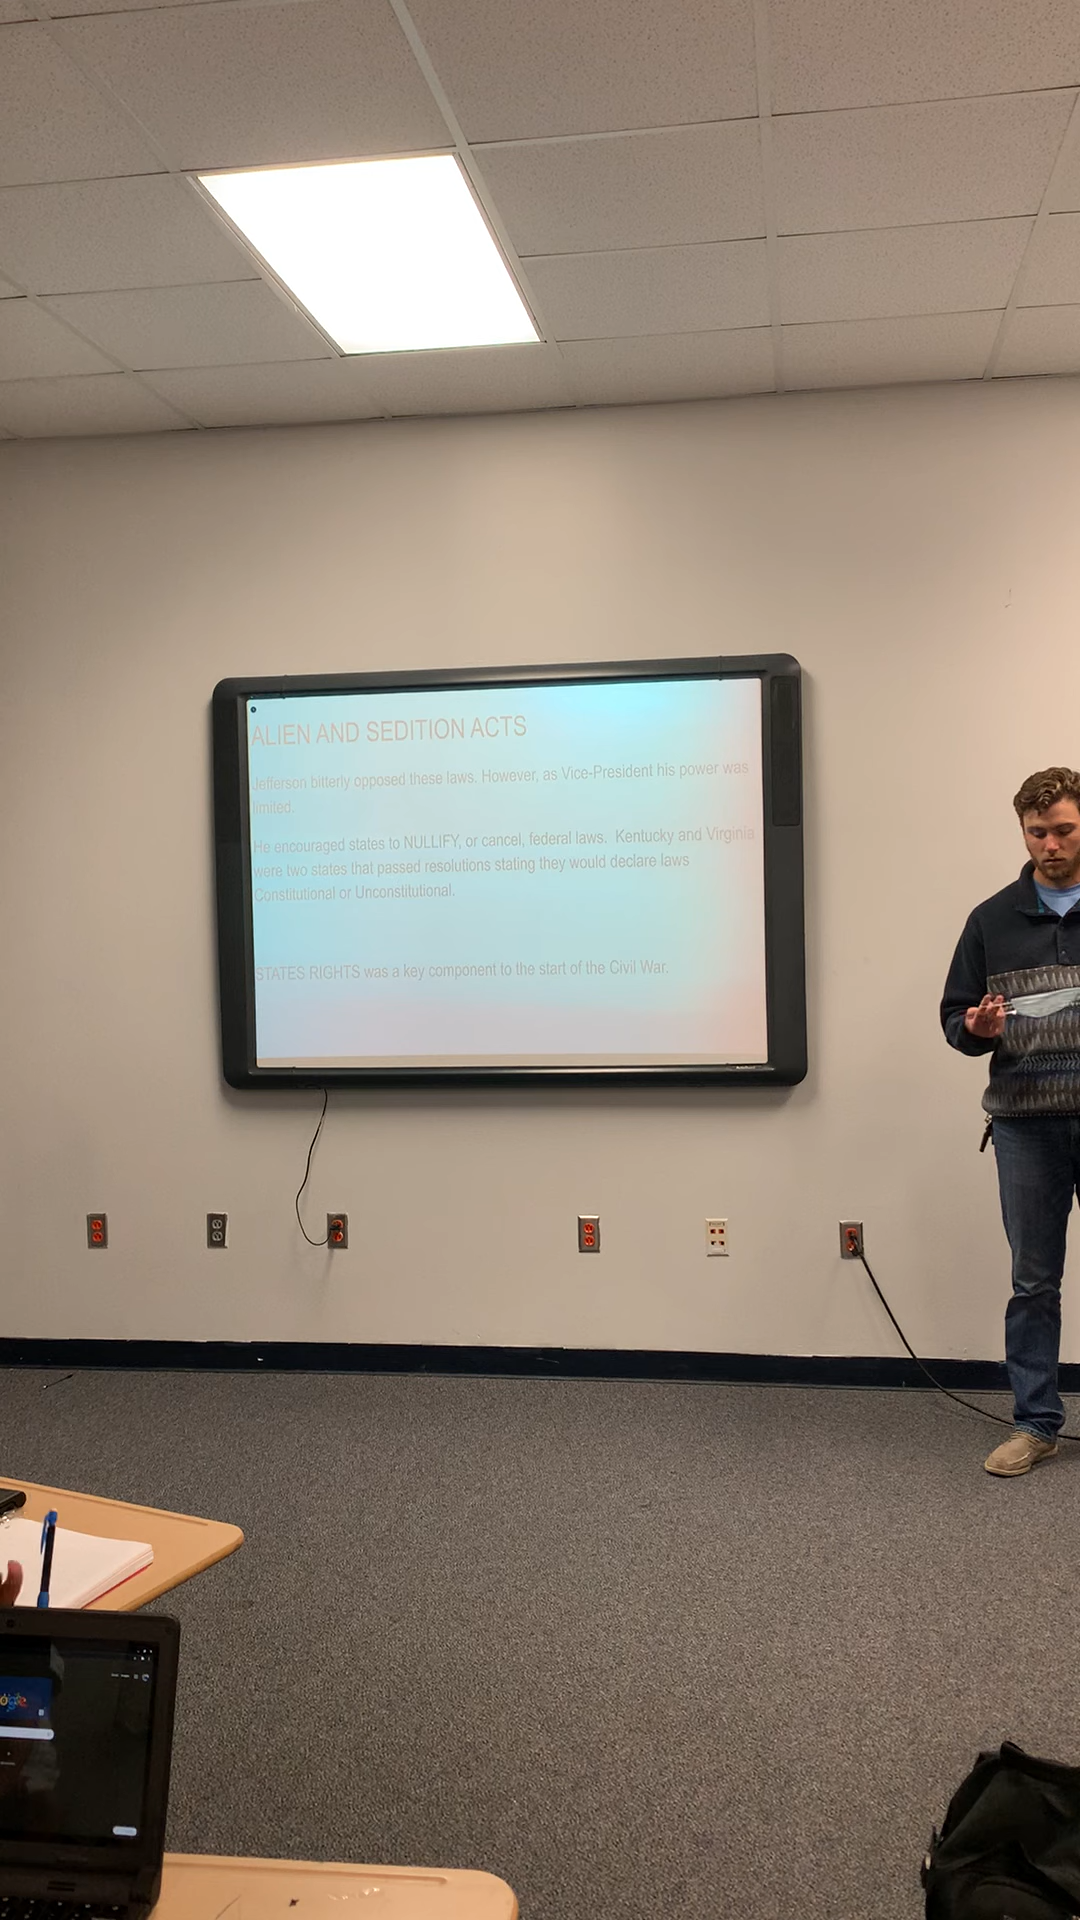 ALIEN AND SEDITION ACTS
Jefferson bitterly opposed these laws. However, as Vice-President his power was
limited.
He encouraged states to NULLIFY, or cancel, federal laws. Kentucky and Virginia
were two states that passed resolutions stating they would declare laws
Constitutional or Unconstitutional.
STATES RIGHTS was a key component to the start of the Civil War.